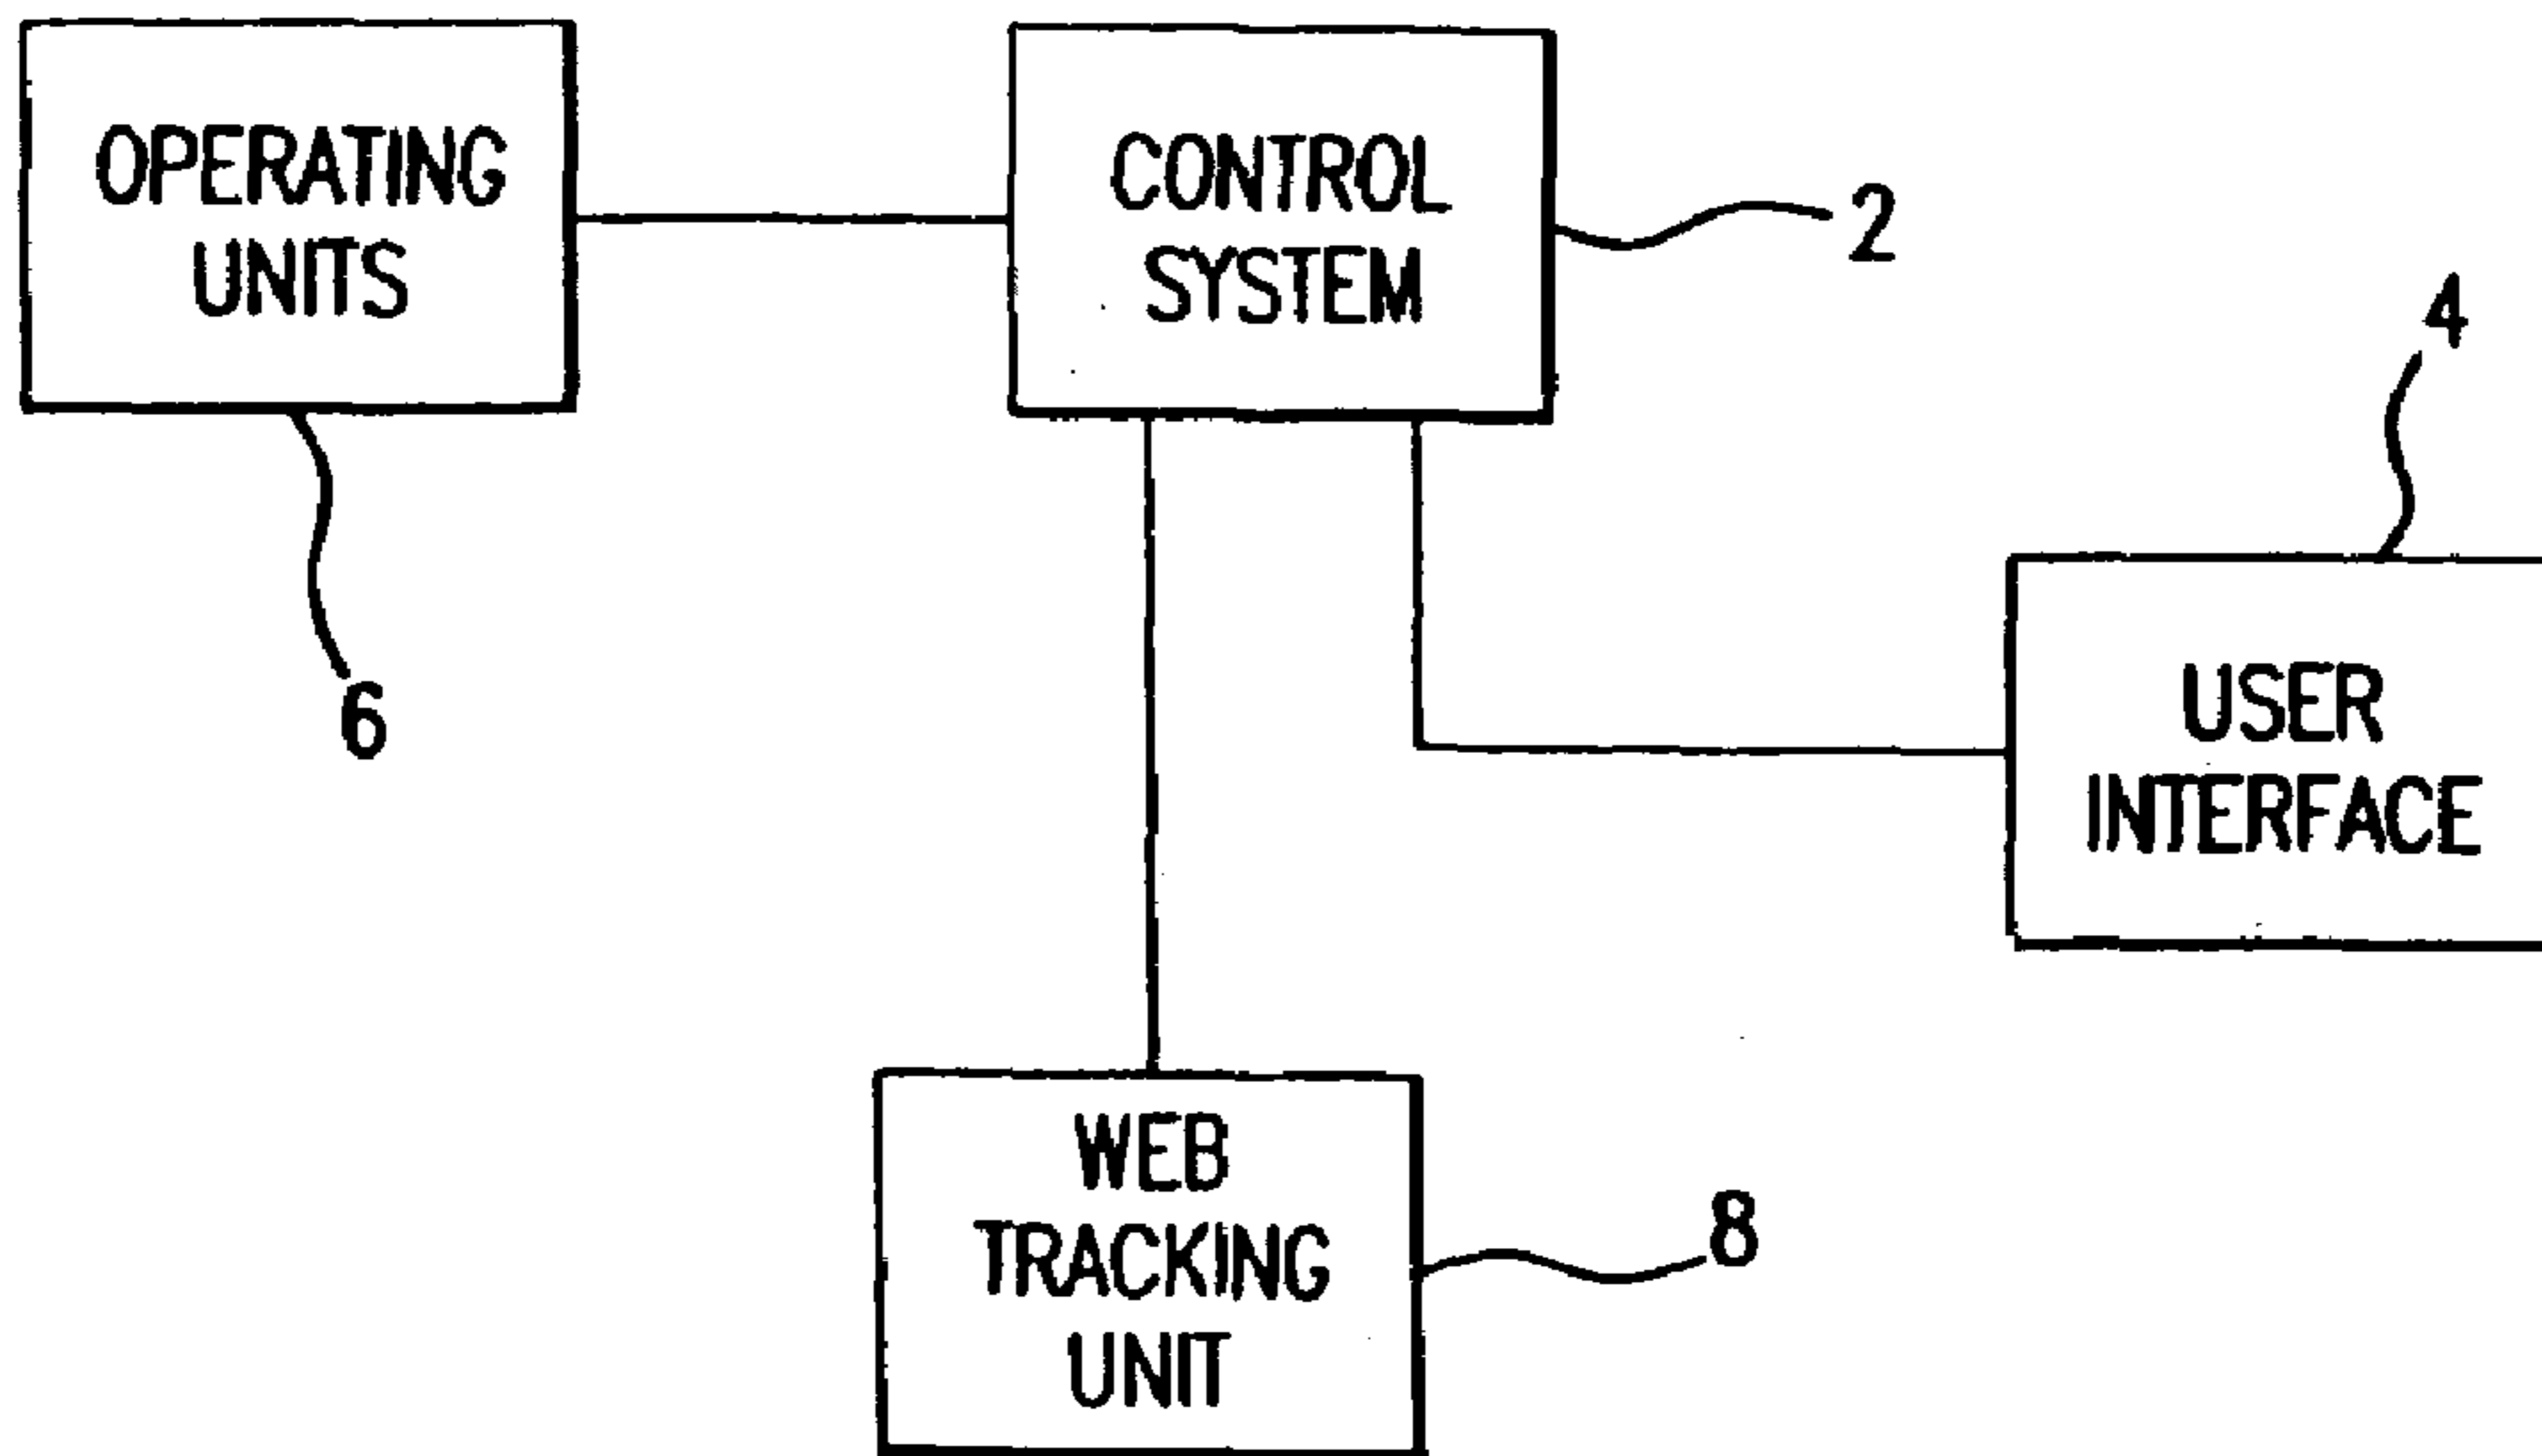 OPERATING
UNITS
CONTROL
SYSTEM
2
4
6
USER
INTERFACE
WEB
TRACKING
UNIT
8